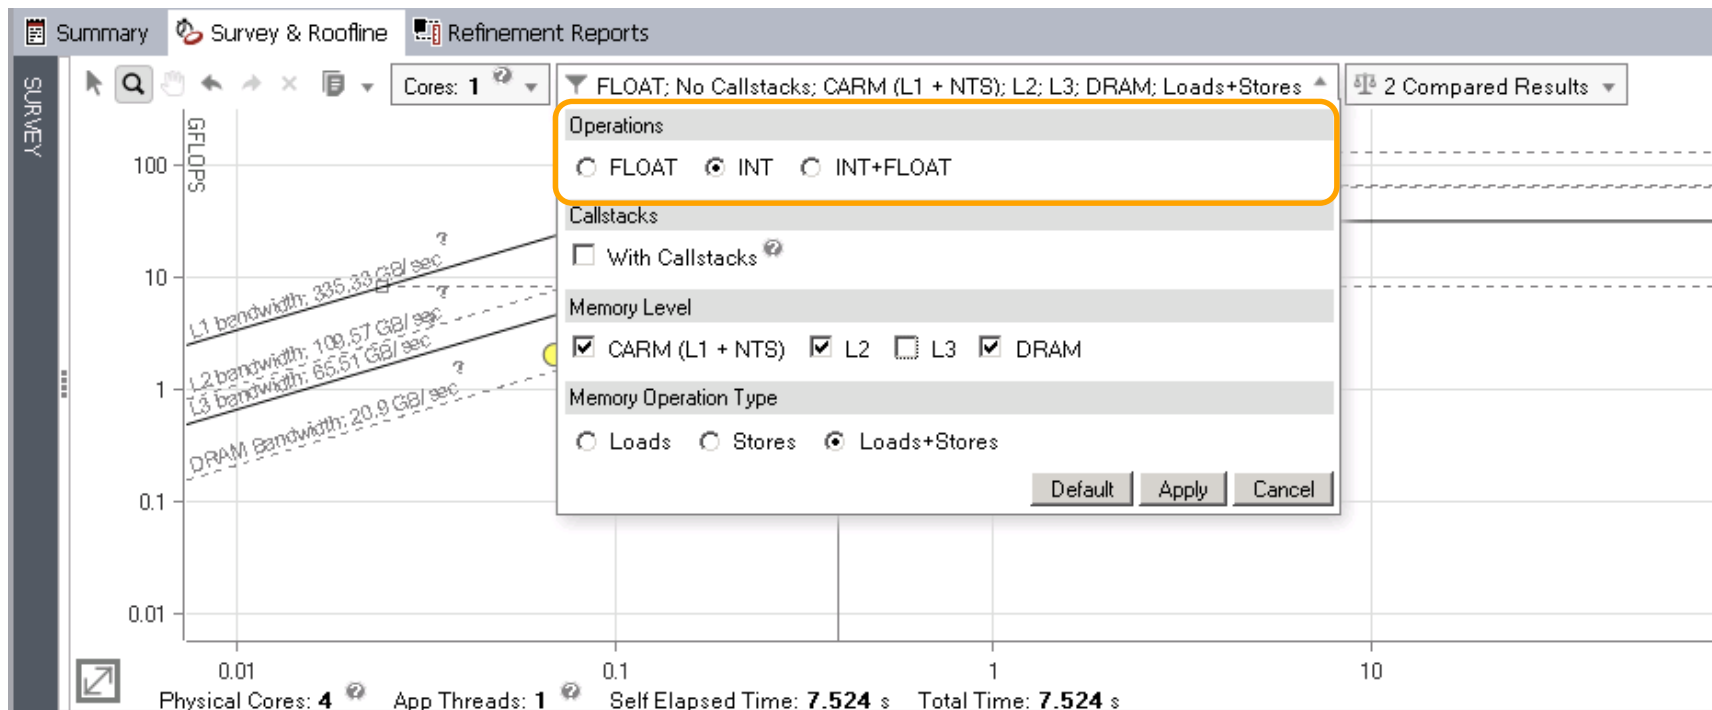 Summary Survey & Roofline Refinement Reports
SURVEY
Cores: 1 ? FLOAT; No Callstacks; CARM (L1 + NTS); L2; L3; DRAM; Loads+Stores 2 Compared Results
GFLOPS
Operations
FLOAT INT INT+FLOAT
Callstacks
With Callstacks ?
Memory Level
CARM (L1 + NTS) L2 L3 DRAM
Memory Operation Type
Loads Stores Loads+Stores
Default Apply Cancel
100
10
1
0.1
0.01
L1 bandwidth: 335.33 GB/sec ?
L2 bandwidth: 109.57 GB/sec ?
L3 bandwidth: 65.51 GB/sec
DRAM Bandwidth: 20.9 GB/sec ?
0.01 0.1 1 10
Physical Cores: 4 ? App Threads: 1 ? Self Elapsed Time: 7.524 s Total Time: 7.524 s